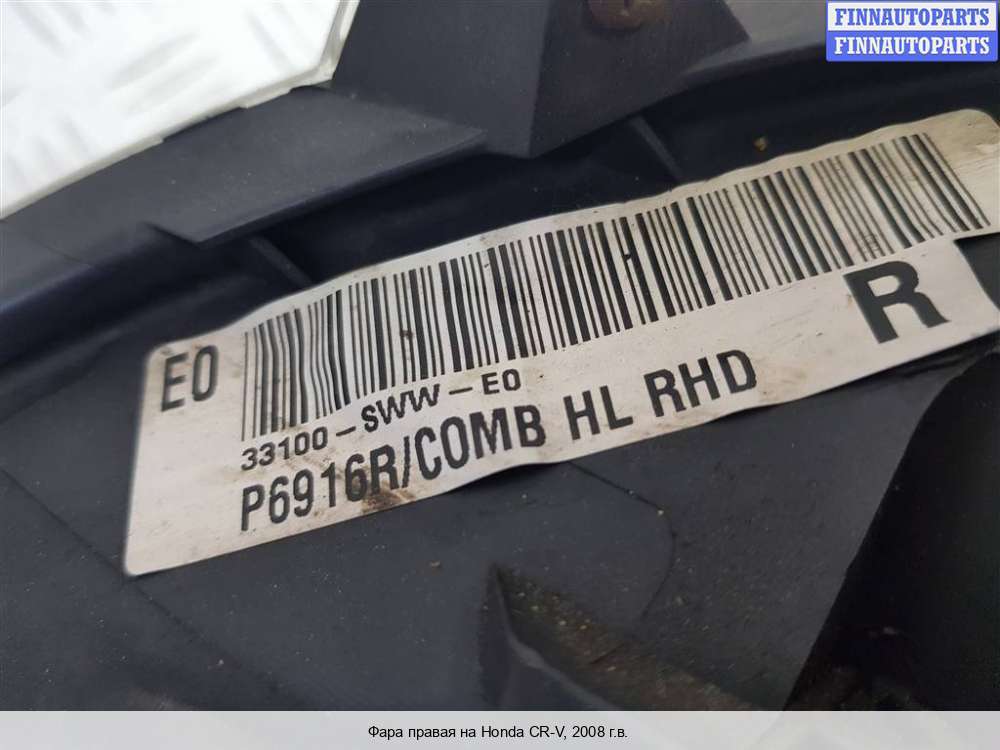 FINNAUTOPARTS
FINNAUTOPARTS
E0
R
33100-SWW-E0
P6916R/COMB HL RHD
Фара правая на Honda CR-V, 2008 г.в.